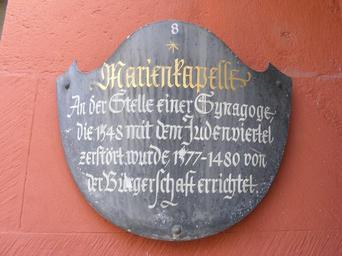 8
Marienkapelle
An der Stelle einer Synagoge,
die 1348 mit dem Judenviertel
zerstört wurde 1377-1480 von
der Bürgerschaft errichtet.